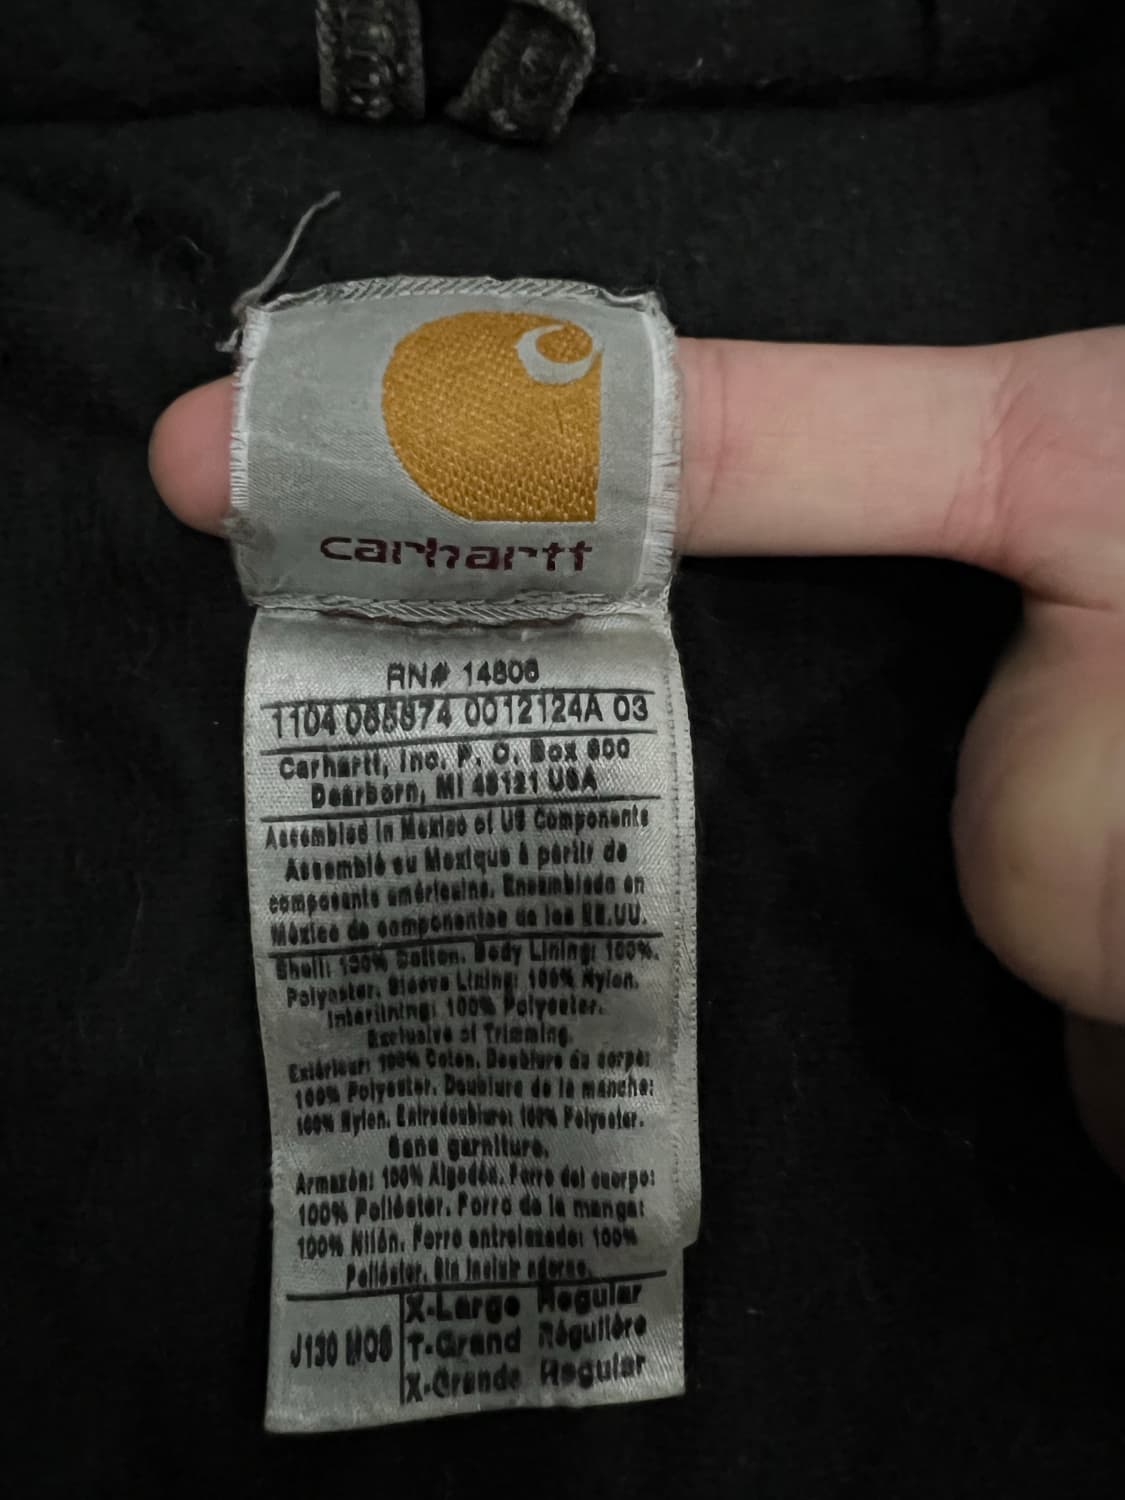 carhartt
RN# 14806
1104 0012124A 03
Carhartt, Inc. P. O. Box 600
Dearborn, MI 48121 USA
Assembled in Mexico of US Components
Assemblé au Mexique à partir de
composants américains. Ensamblado en
México de componentes de los EE.UU.
Shell: 100% Cotton. Body Lining: 100%.
Polyester. Sleeve Lining: 100% Nylon.
Interlining: 100% Polyester.
Exclusive of Trimming.
Extérieur: 100% Coton. Doublure du corps:
100% Polyester. Doublure de la manche:
100% Nylon. Entredoublure: 100% Polyester.
Sans garniture.
Armazón: 100% Algodón. Forro del cuerpo:
100% Poliéster. Forro de la manga:
100% Nilón. Forro entrelazado: 100%
Poliéster. Sin incluir adorno.
J130 MOS
X-Large Regular
T-Grand Régulière
X-Grande Regular